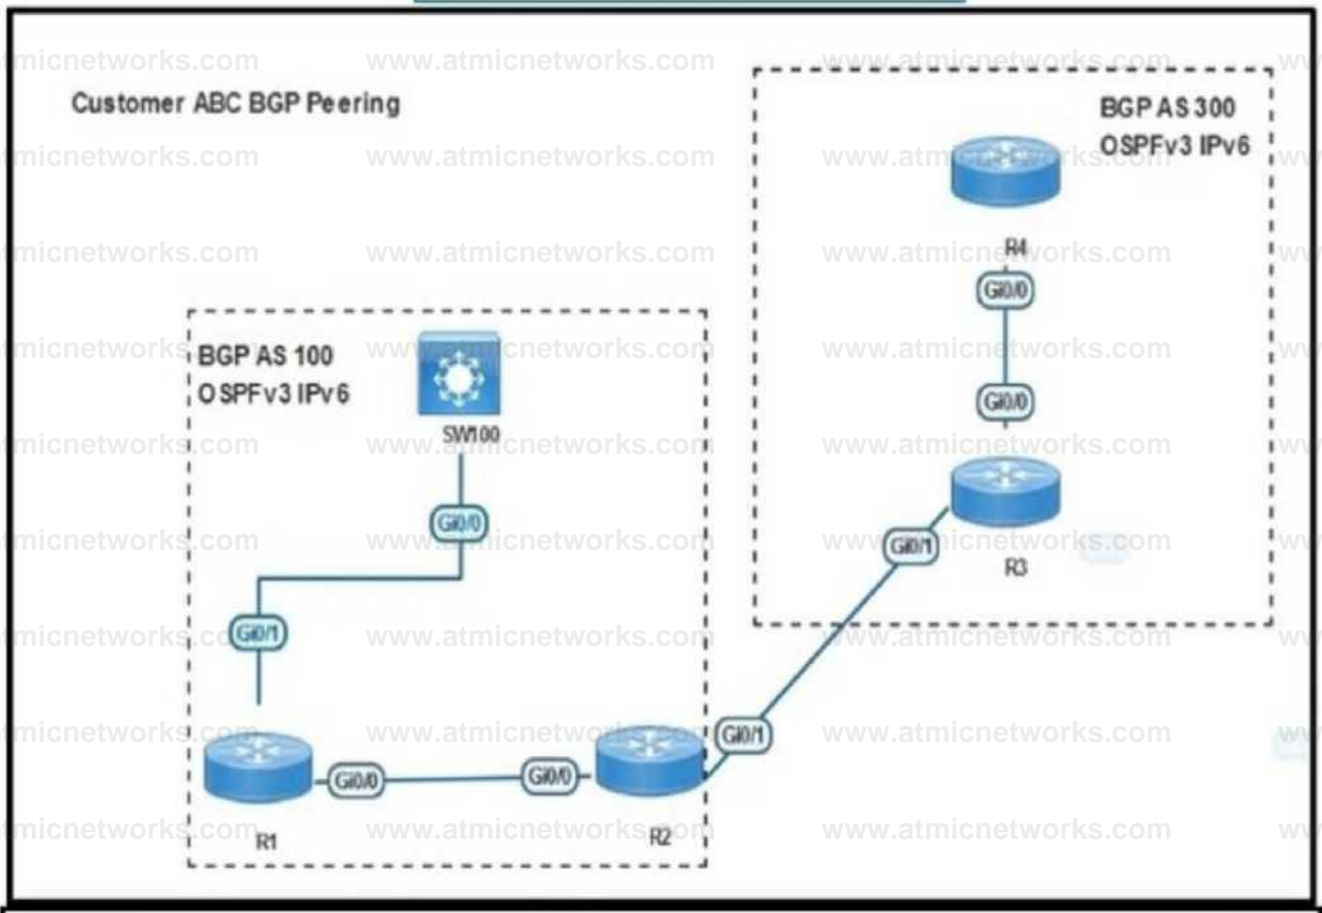 Customer ABC BGP Peering
BGP AS 300
OSPFv3 IPv6
R4
Gi0/0
Gi0/0
R3
Gi0/1
BGP AS 100
OSPFv3 IPv6
SW100
Gi0/0
Gi0/1
R1
Gi0/0
Gi0/0
R2
Gi0/1
www.atmicnetworks.com